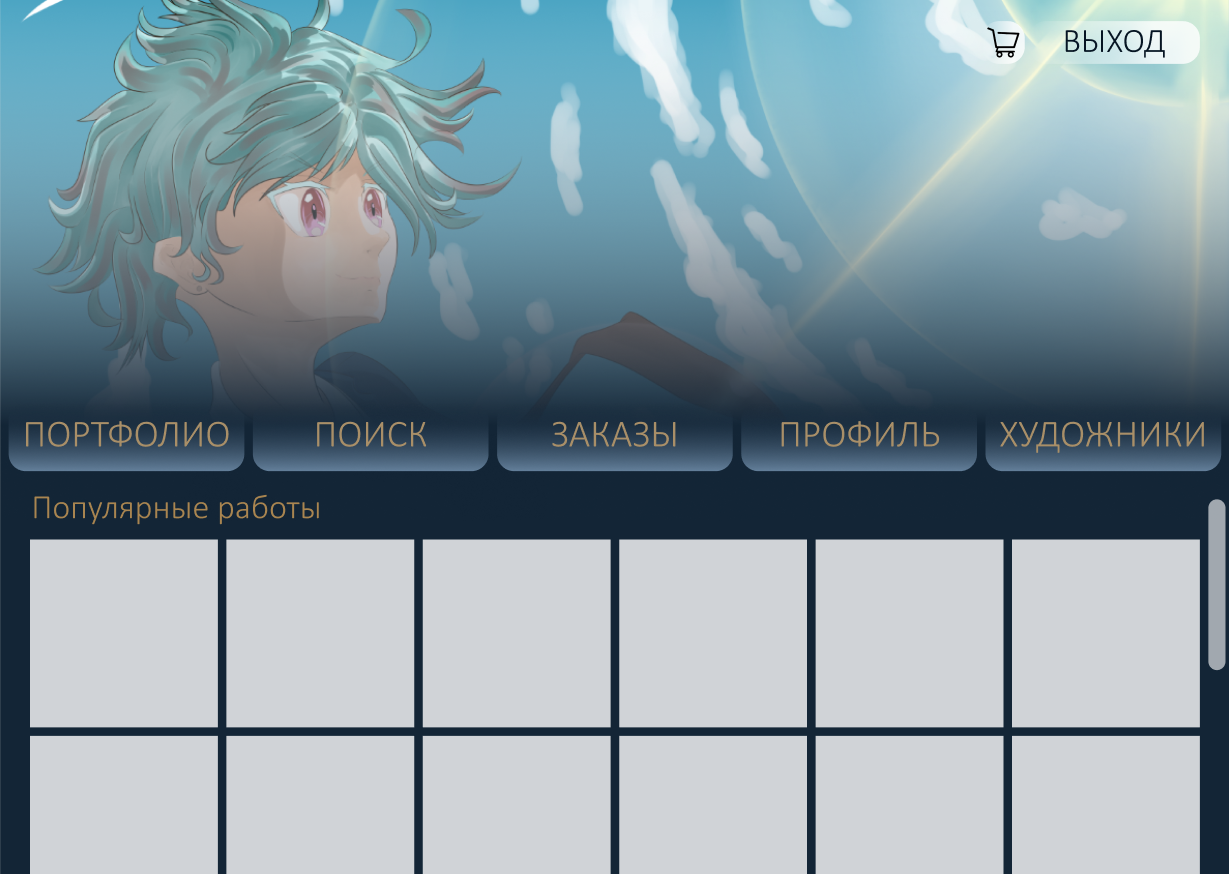 ВЫХОД
ПОРТФОЛИО
ПОИСК
ЗАКАЗЫ
ПРОФИЛЬ
ХУДОЖНИКИ
Популярные работы